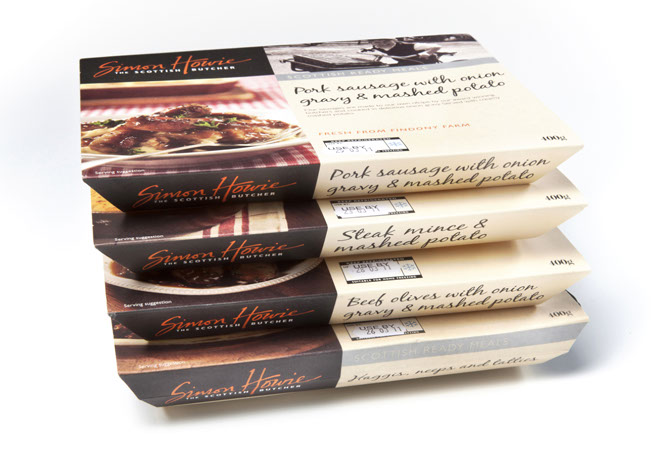 Simon Howie
THE SCOTTISH BUTCHER
SCOTTISH READY
Pork sausage with onion
gravy & mashed potato
FRESH FROM FINDONY FARM
KEEP REFRIGERATED
USE BY
400g
Serving suggestion
Simon Howie
THE SCOTTISH BUTCHER
Pork sausage with onion
gravy & mashed potato
400g
USE BY
Serving suggestion
Simon Howie
THE SCOTTISH BUTCHER
Steak mince &
mashed potato
400g
USE BY
Serving suggestion
Simon Howie
THE SCOTTISH BUTCHER
Beef olives with onion
gravy & mashed potato
400g
USE BY
SCOTTISH READY MEALS
Simon Howie
THE SCOTTISH BUTCHER
Haggis, neeps and tatties